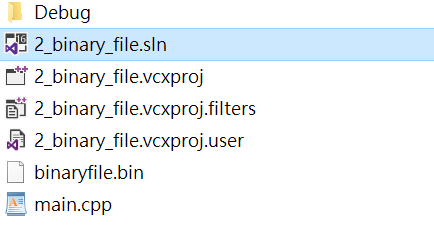 Debug
2_binary_file.sln
2_binary_file.vcxproj
2_binary_file.vcxproj.filters
2_binary_file.vcxproj.user
binaryfile.bin
main.cpp